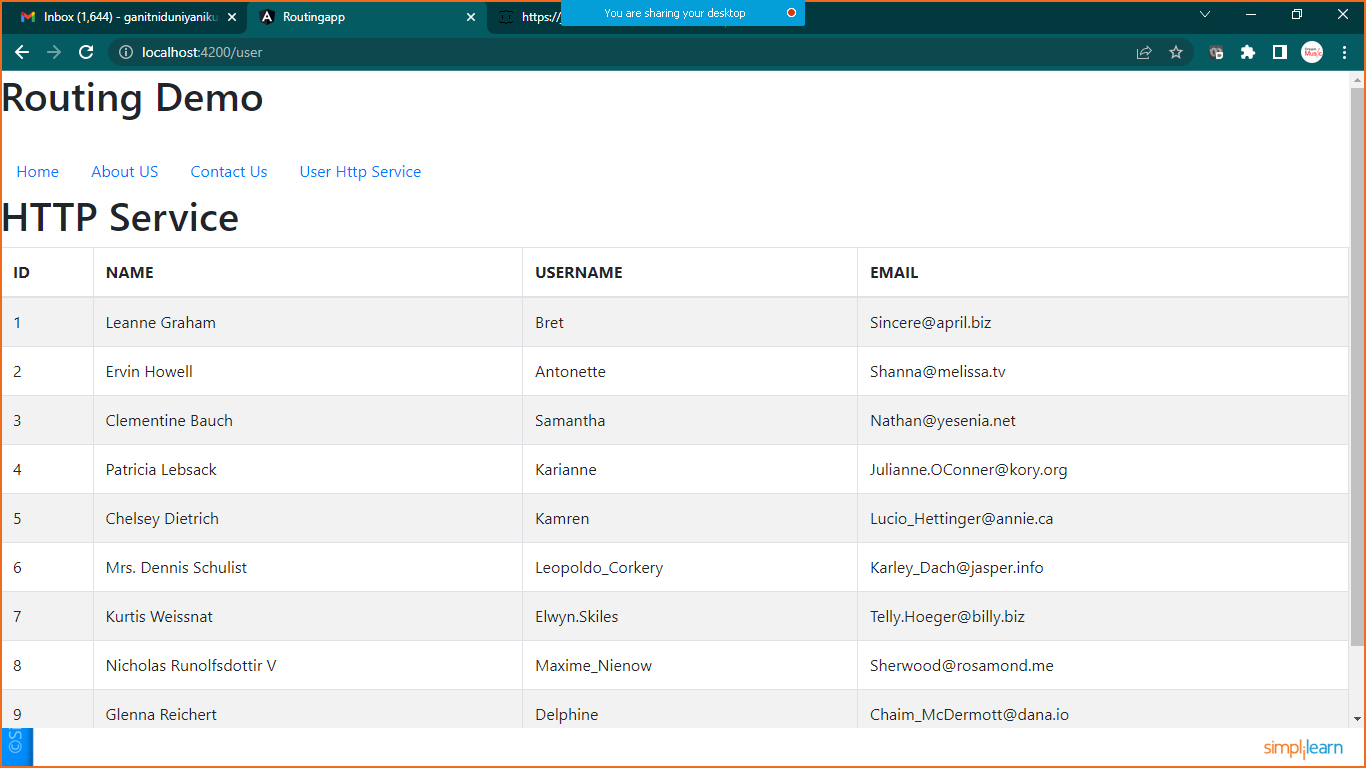 Inbox (1,644) - ganitniduniyaniku
Routingapp
https://j
You are sharing your desktop
localhost:4200/user
Routing Demo
Home About US Contact Us User Http Service
HTTP Service
ID NAME USERNAME EMAIL
1 Leanne Graham Bret Sincere@april.biz
2 Ervin Howell Antonette Shanna@melissa.tv
3 Clementine Bauch Samantha Nathan@yesenia.net
4 Patricia Lebsack Karianne Julianne.OConner@kory.org
5 Chelsey Dietrich Kamren Lucio_Hettinger@annie.ca
6 Mrs. Dennis Schulist Leopoldo_Corkery Karley_Dach@jasper.info
7 Kurtis Weissnat Elwyn.Skiles Telly.Hoeger@billy.biz
8 Nicholas Runolfsdottir V Maxime_Nienow Sherwood@rosamond.me
9 Glenna Reichert Delphine Chaim_McDermott@dana.io
©S
simplilearn